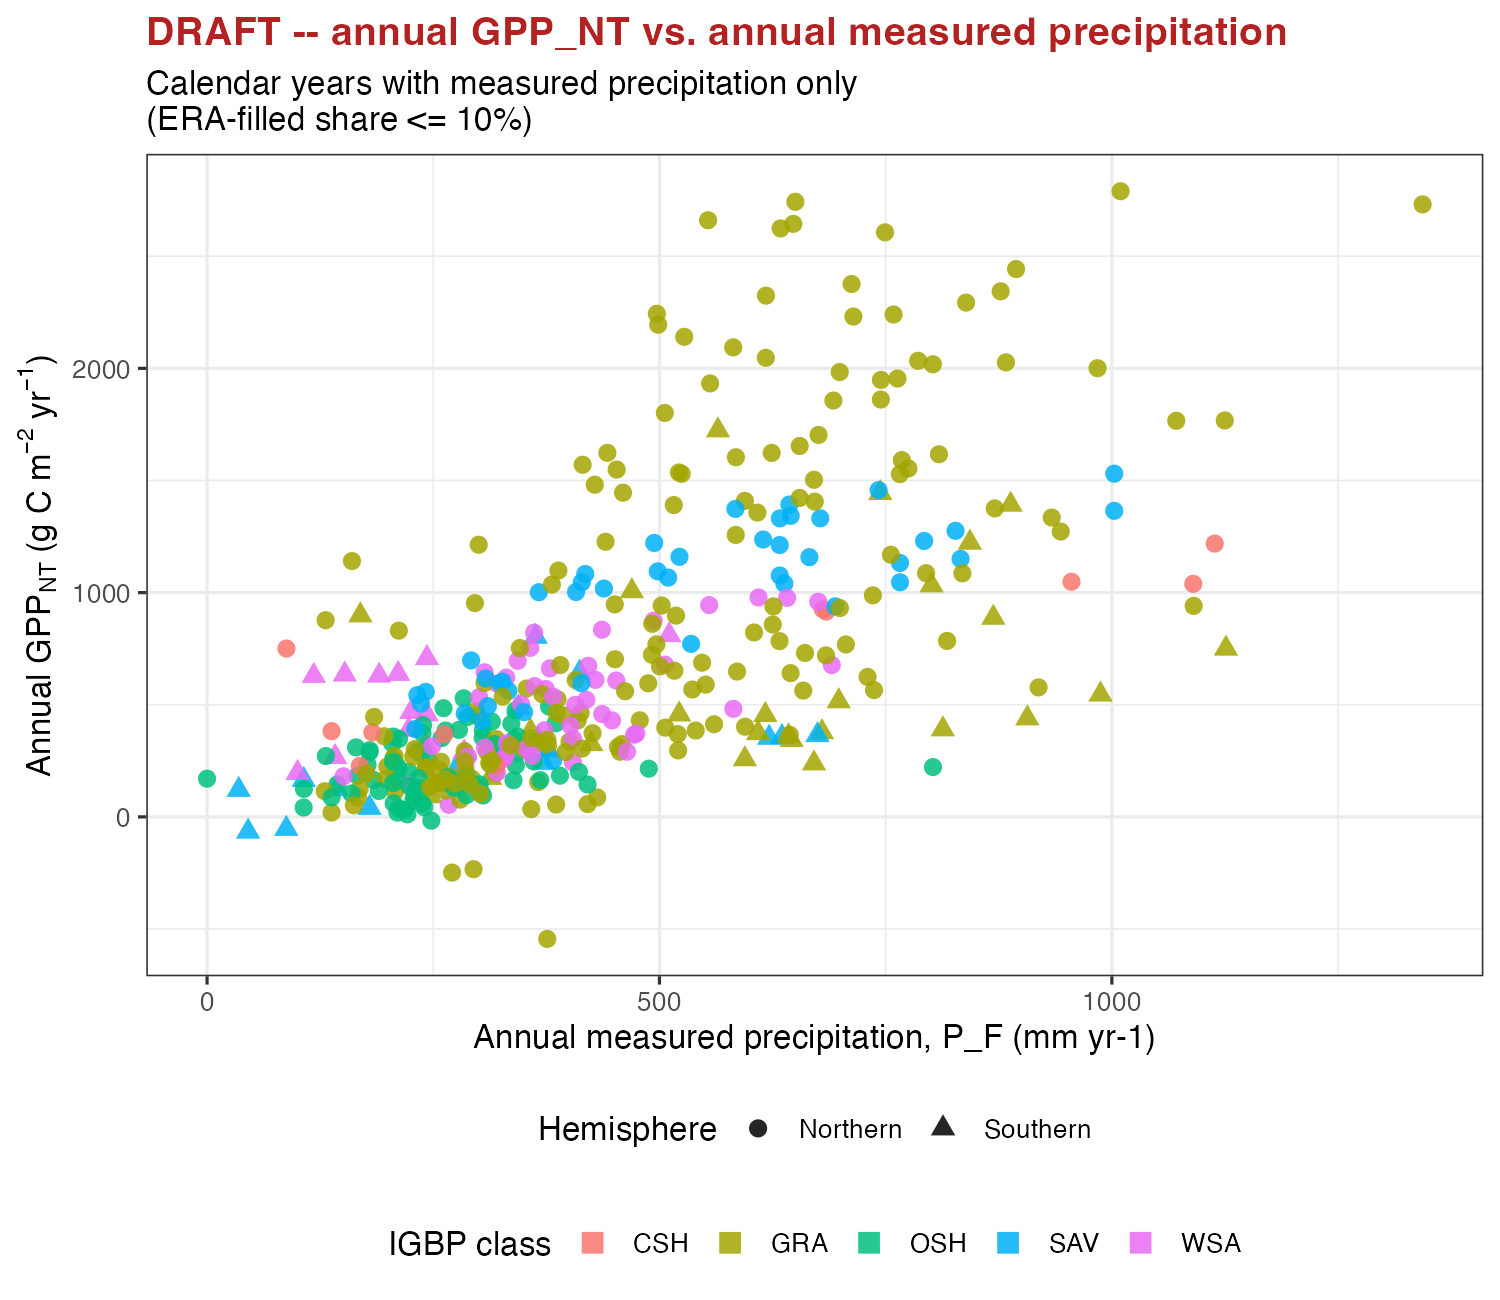 DRAFT -- annual GPP_NT vs. annual measured precipitation
Calendar years with measured precipitation only
(ERA-filled share <= 10%)
Annual GPP_NT (g C m⁻² yr⁻¹)
2000
1000
0
0
500
1000
Annual measured precipitation, P_F (mm yr-1)
Hemisphere Northern Southern
IGBP class CSH GRA OSH SAV WSA